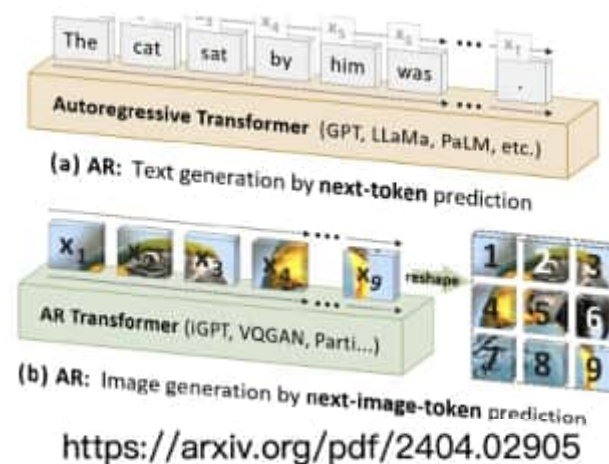 x₃ x₄ x₅ x₆ ••• x_T
The cat sat by him was ••• .
Autoregressive Transformer (GPT, LLaMa, PaLM, etc.)
(a) AR: Text generation by next-token prediction
x₁ x₃ x₄ ••• x₉ reshape
1 2 3
4 5 6
7 8 9
AR Transformer (iGPT, VQGAN, Parti...)
(b) AR: Image generation by next-image-token prediction
https://arxiv.org/pdf/2404.02905